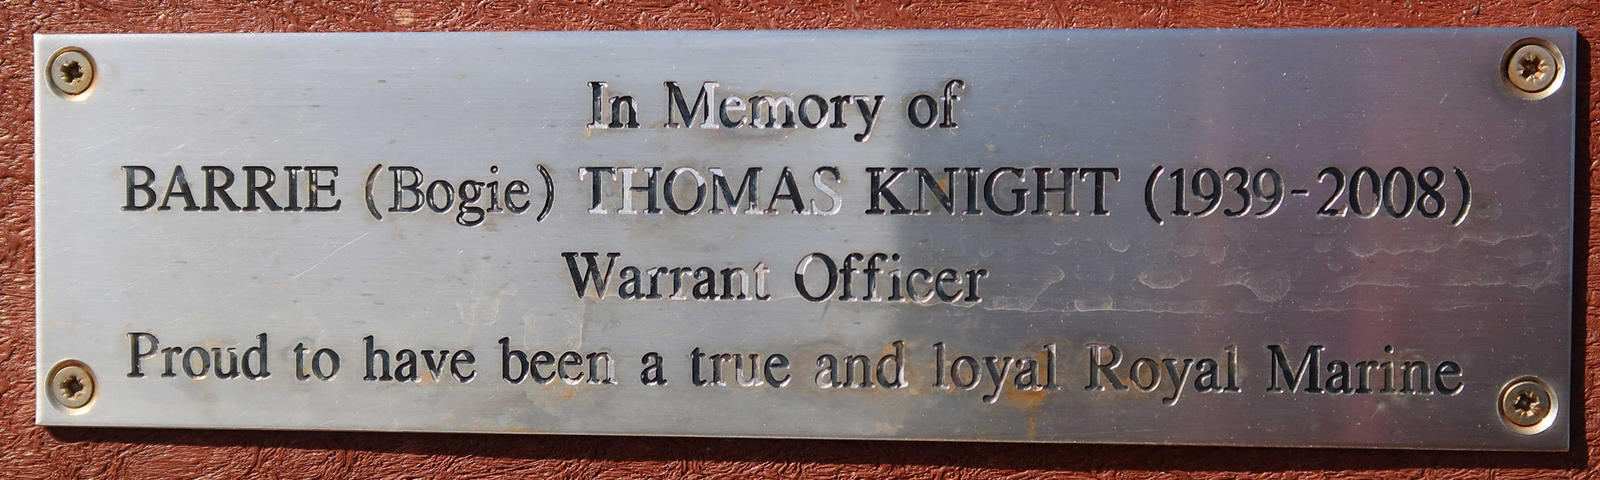 In Memory of
BARRIE (Bogie) THOMAS KNIGHT (1939-2008)
Warrant Officer
Proud to have been a true and loyal Royal Marine